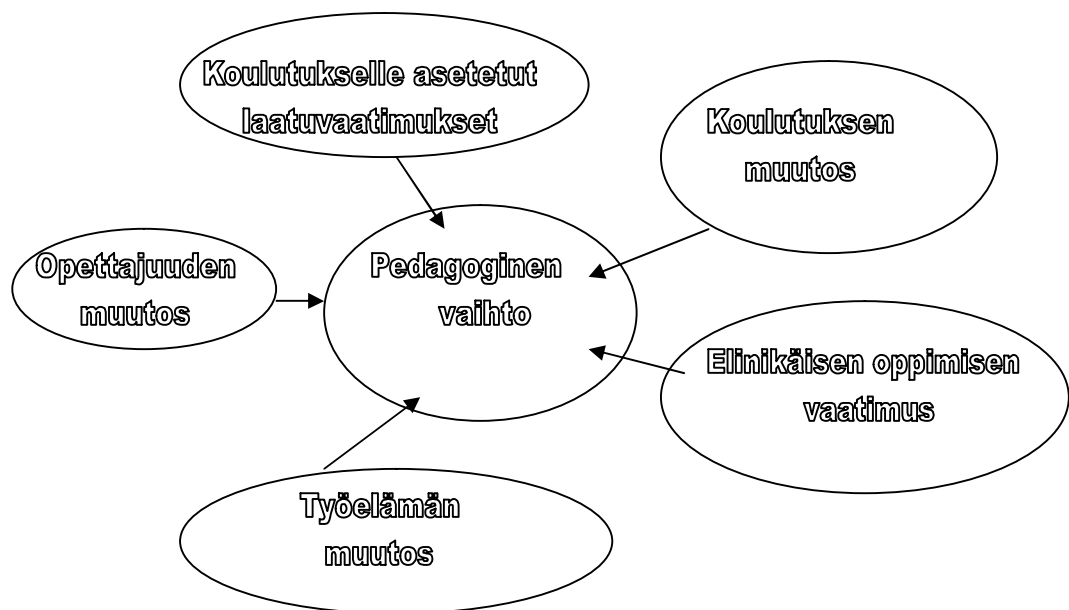 Koulutukselle asetetut
laatuvaatimukset
Koulutuksen
muutos
Opettajuuden
muutos
Pedagoginen
vaihto
Elinikäisen oppimisen
vaatimus
Työelämän
muutos